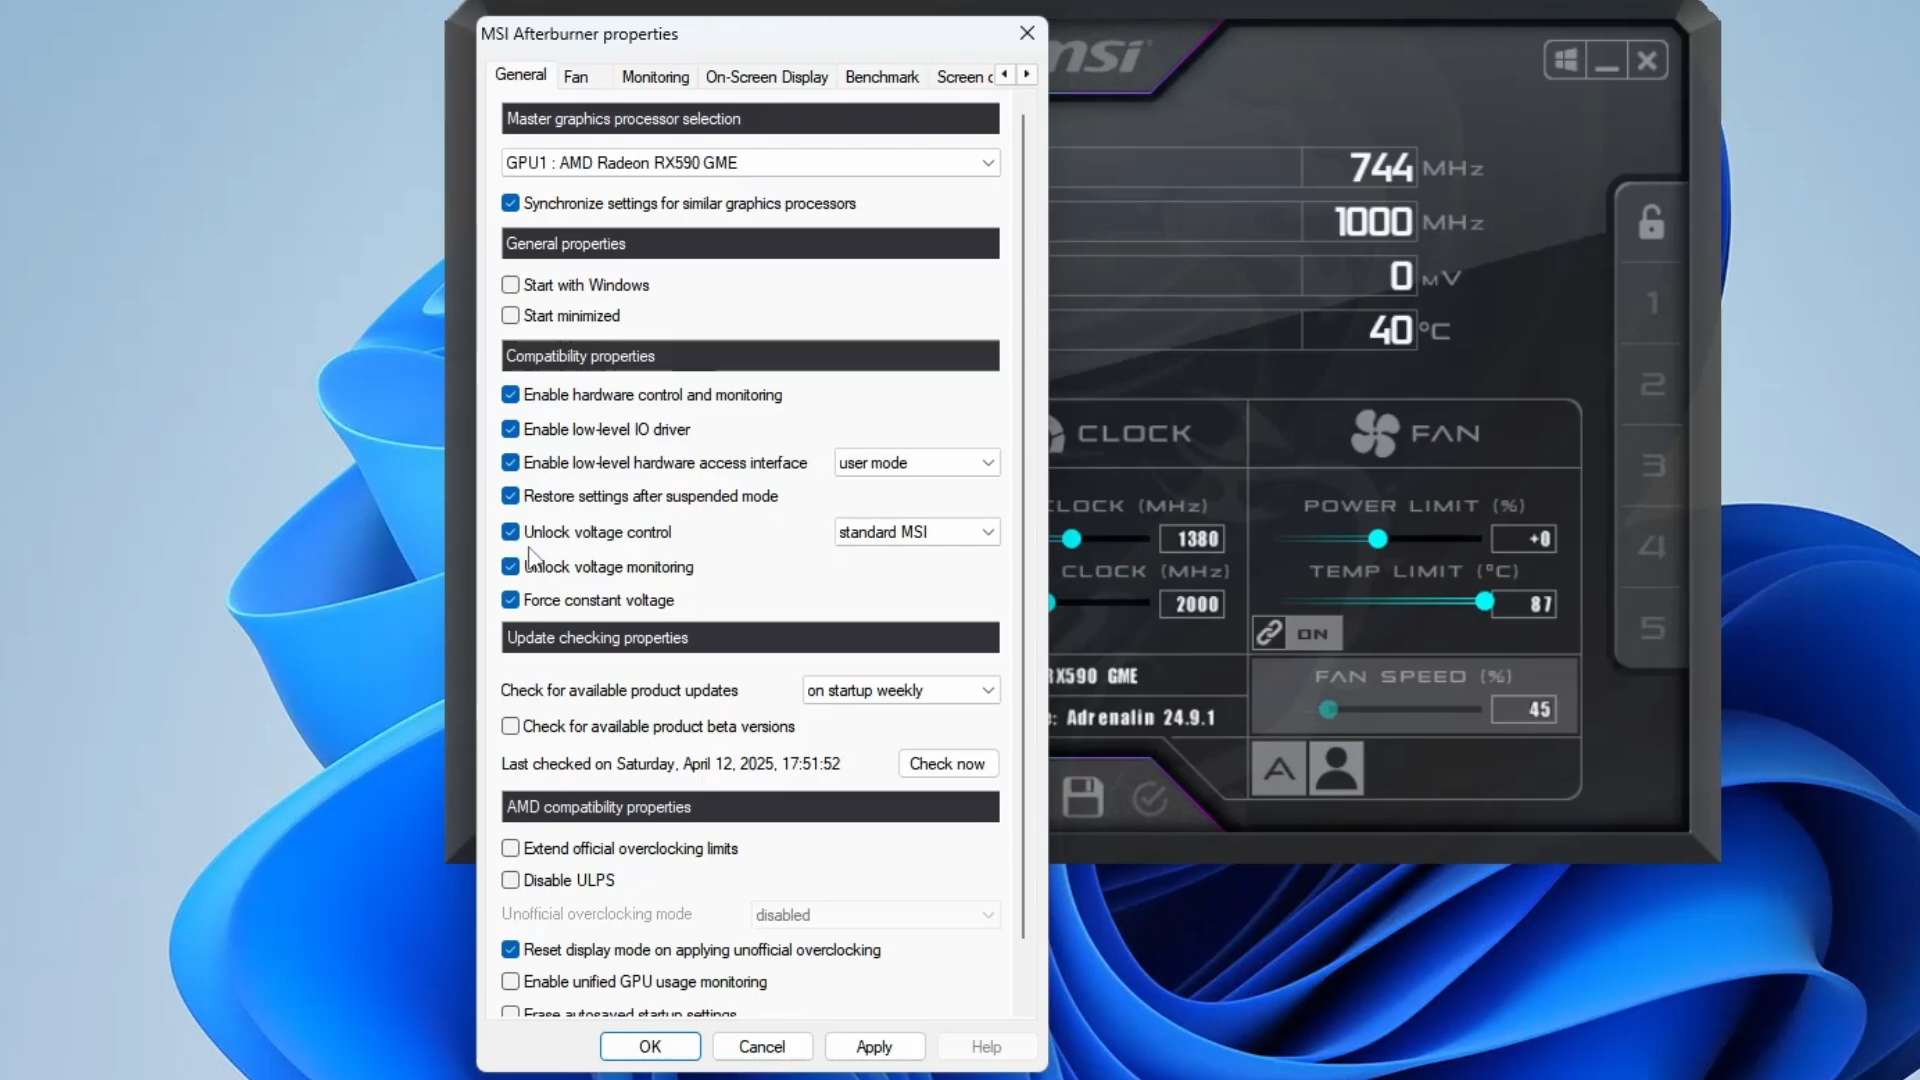 MSI Afterburner properties
General Fan Monitoring On-Screen Display Benchmark Screen c
Master graphics processor selection
GPU1 : AMD Radeon RX590 GME
Synchronize settings for similar graphics processors
General properties
Start with Windows
Start minimized
Compatibility properties
Enable hardware control and monitoring
Enable low-level IO driver
Enable low-level hardware access interface user mode
Restore settings after suspended mode
Unlock voltage control standard MSI
Unlock voltage monitoring
Force constant voltage
Update checking properties
Check for available product updates on startup weekly
Check for available product beta versions
Last checked on Saturday, April 12, 2025, 17:51:52 Check now
AMD compatibility properties
Extend official overclocking limits
Disable ULPS
Unofficial overclocking mode disabled
Reset display mode on applying unofficial overclocking
Enable unified GPU usage monitoring
Erase autosaved startup settings
OK Cancel Apply Help
msi
744 MHz
1000 MHz
0 MV
40 °C
CLOCK
CLOCK (MHz)
1380
CLOCK (MHz)
2000
RX590 GME
: Adrenalin 24.9.1
FAN
POWER LIMIT (%)
+0
TEMP LIMIT (°C)
87
ON
FAN SPEED (%)
45
A
1
2
3
4
5